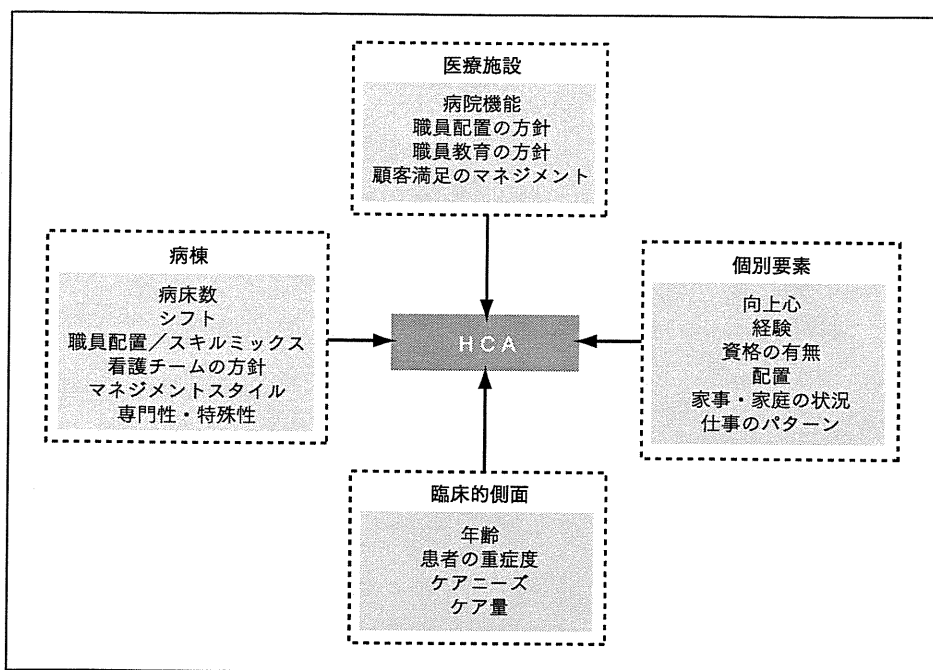 医療施設
病院機能
職員配置の方針
職員教育の方針
顧客満足のマネジメント
病棟
病床数
シフト
職員配置/スキルミックス
看護チームの方針
マネジメントスタイル
専門性・特殊性
HCA
個別要素
向上心
経験
資格の有無
配置
家事・家庭の状況
仕事のパターン
臨床的側面
年齢
患者の重症度
ケアニーズ
ケア量